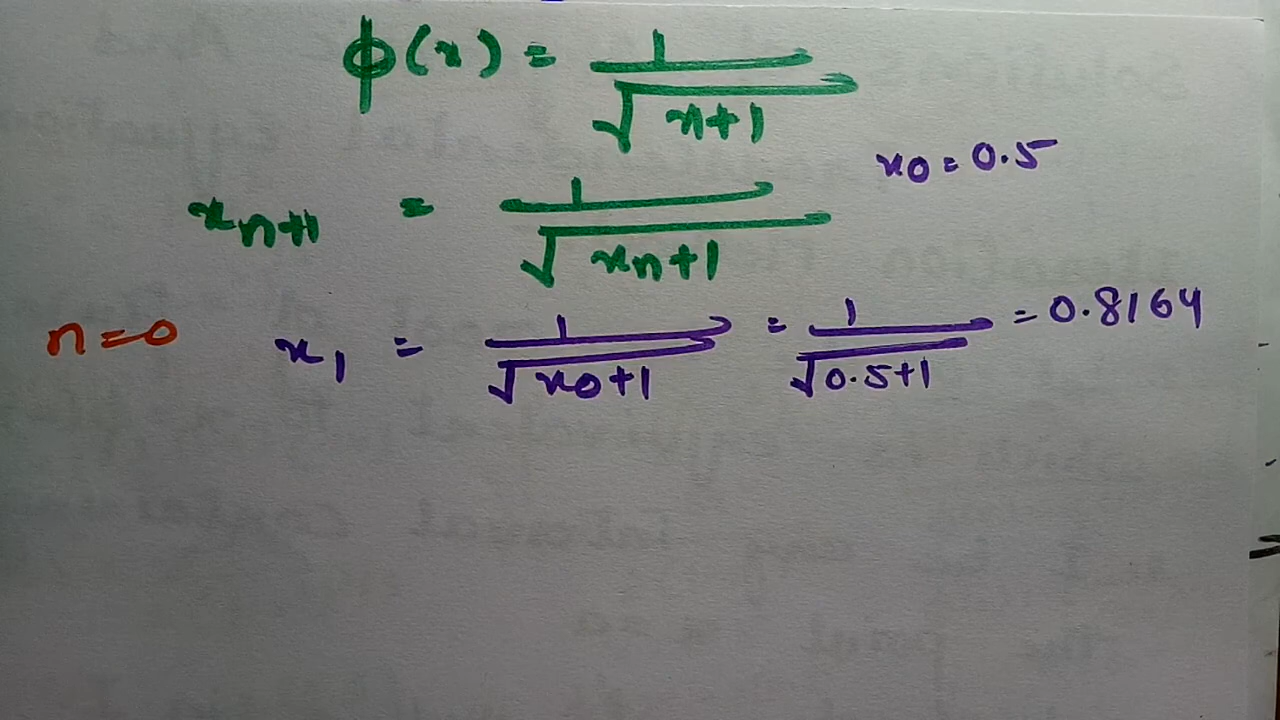 ϕ(x) = 1/√(x+1)
x0 = 0.5
xn+1 = 1/√(xn+1)
n=0 x1 = 1/√(x0+1) = 1/√(0.5+1) = 0.8164